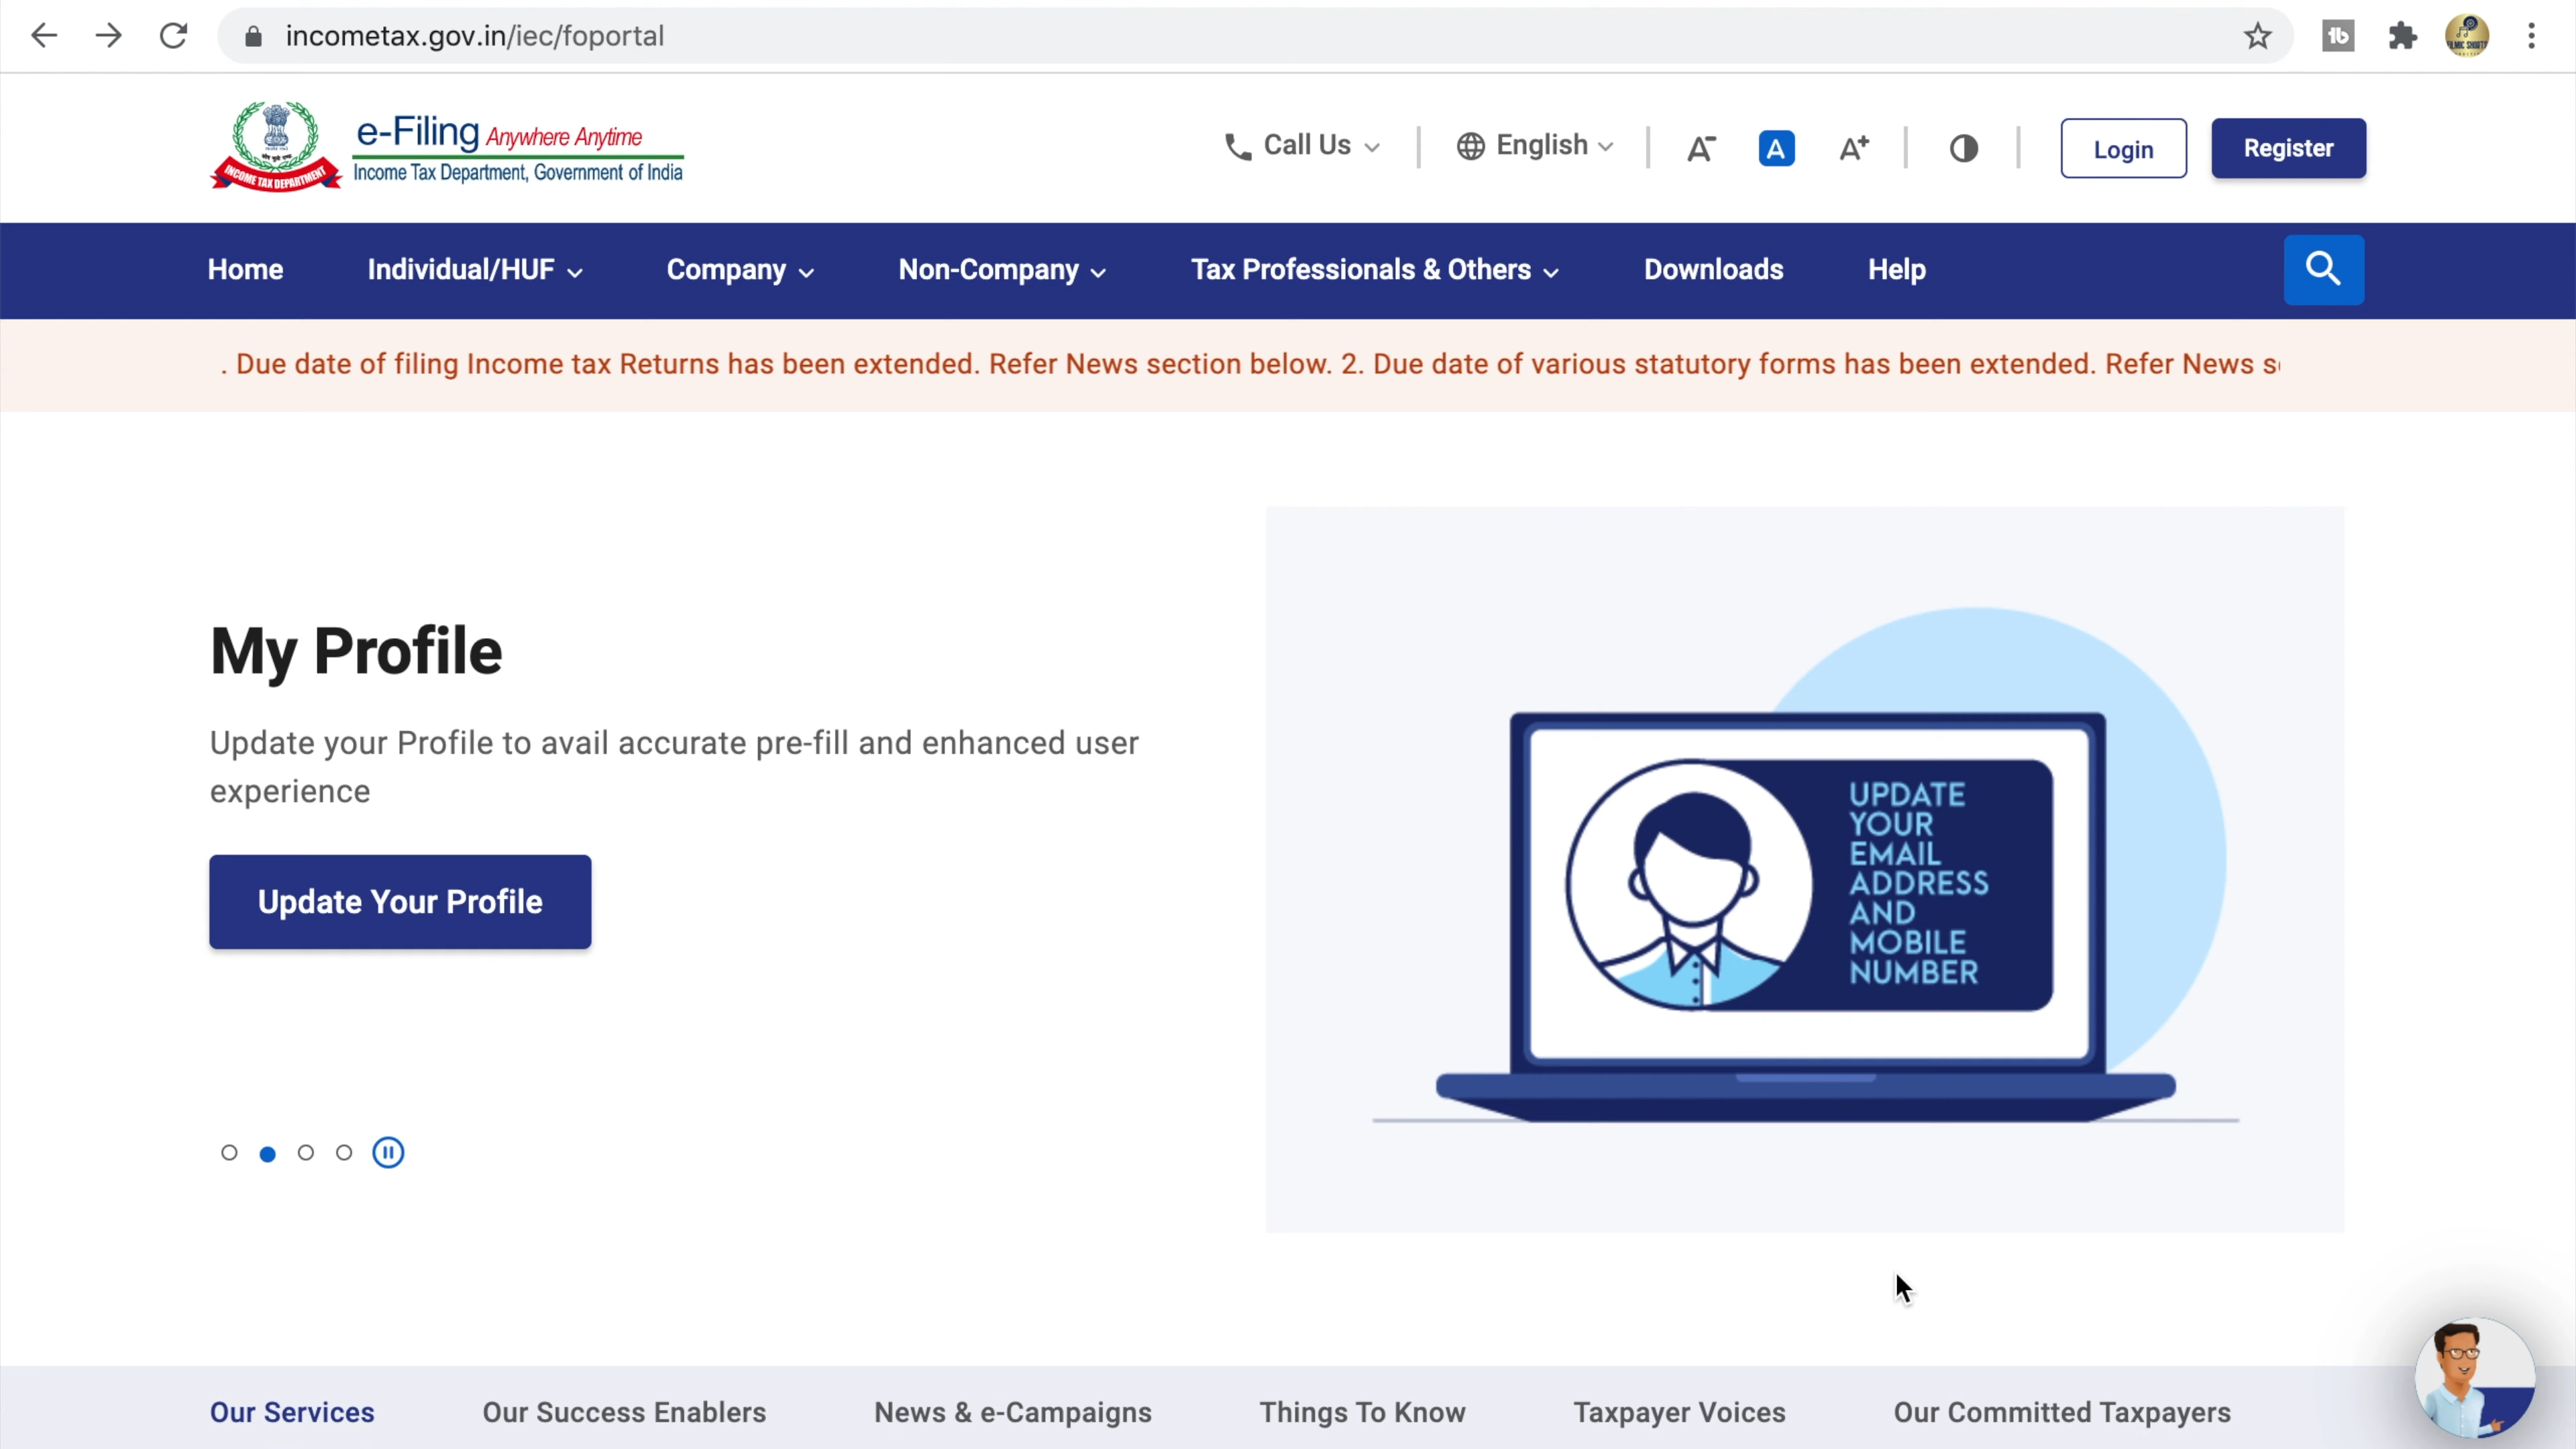 incometax.gov.in/iec/foportal
e-Filing Anywhere Anytime
Income Tax Department, Government of India
INCOME TAX DEPARTMENT
Call Us
English
A-
A
A+
Login
Register
Home
Individual/HUF
Company
Non-Company
Tax Professionals & Others
Downloads
Help
. Due date of filing Income tax Returns has been extended. Refer News section below. 2. Due date of various statutory forms has been extended. Refer News s
My Profile
Update your Profile to avail accurate pre-fill and enhanced user
experience
Update Your Profile
UPDATE
YOUR
EMAIL
ADDRESS
AND
MOBILE
NUMBER
Our Services
Our Success Enablers
News & e-Campaigns
Things To Know
Taxpayer Voices
Our Committed Taxpayers